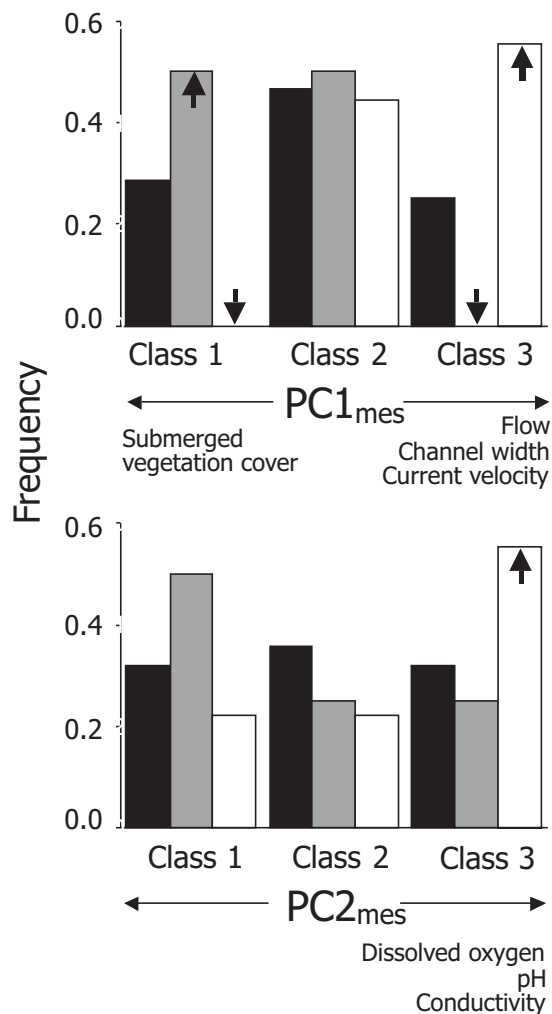 Frequency
0.6
0.4
0.2
0.0
Class 1 Class 2 Class 3
PC1mes
Submerged
vegetation cover
Flow
Channel width
Current velocity
0.6
0.4
0.2
0.0
Class 1 Class 2 Class 3
PC2mes
Dissolved oxygen
pH
Conductivity